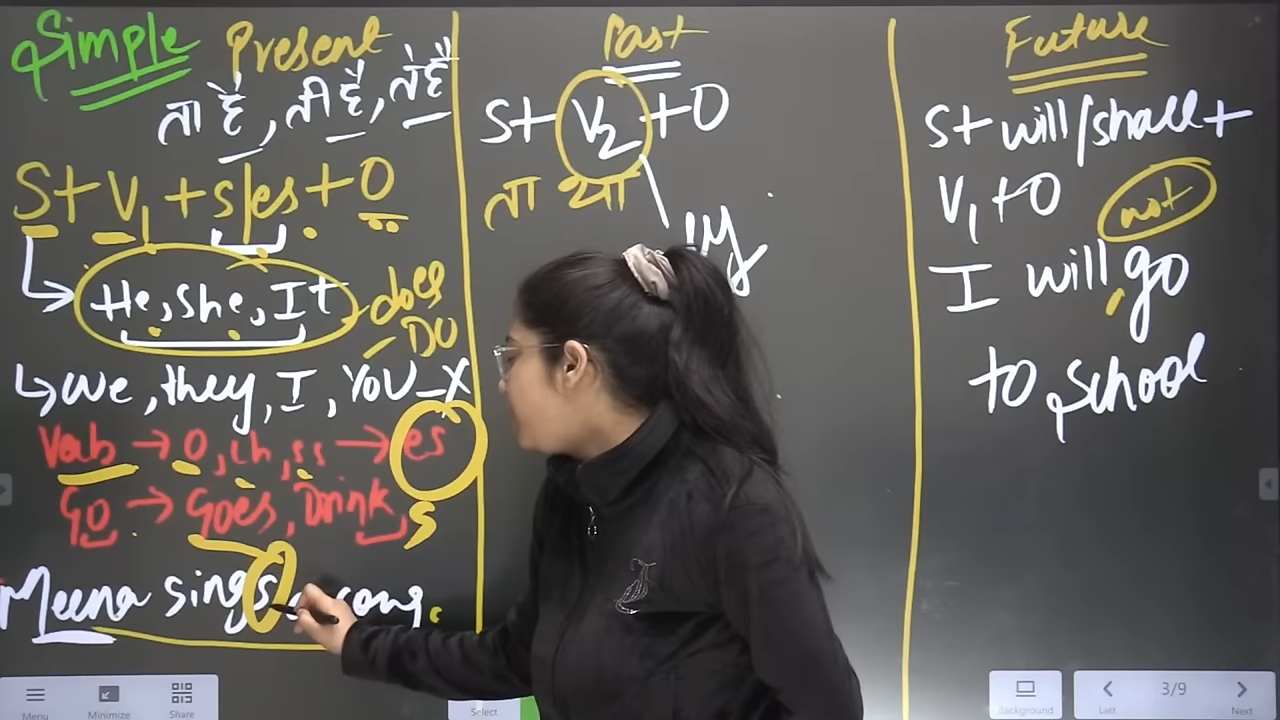 Simple Present
ता है, ती है, ते हैं
S + V1 + s/es + O
He, She, It
does
DO
We, they, I, YOU - X
Verb → O, ch, ss → es
Go → Goes, Drink, s
Meena sings song.
Past
S + V2 + O
ता था
Future
S + will/shall +
V1 + O
not
I will go
to school
Menu
Minimize
Share
Select
Background
3/9
Last
Next